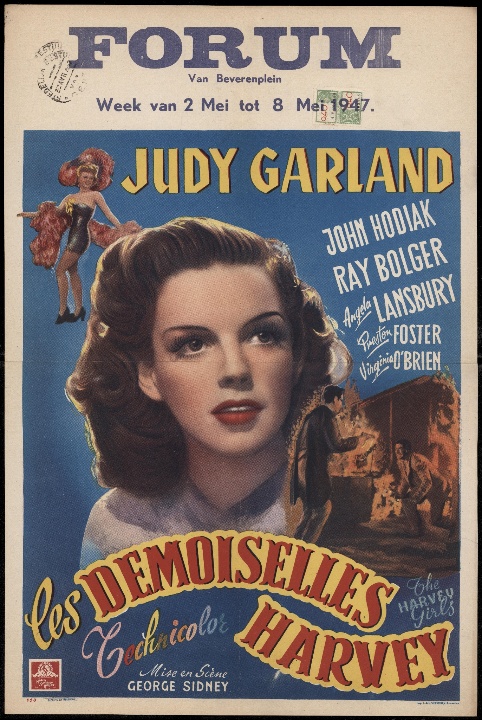 FORUM
Van Beverenplein
Week van 2 Mei tot 8 Mei 1947.
JUDY GARLAND
JOHN HODIAK
RAY BOLGER
Angela LANSBURY
Preston FOSTER
Virginia O'BRIEN
Les DEMOISELLES
HARVEY
The
HARVEY
Girls
Technicolor
Mise en Scène
GEORGE SIDNEY